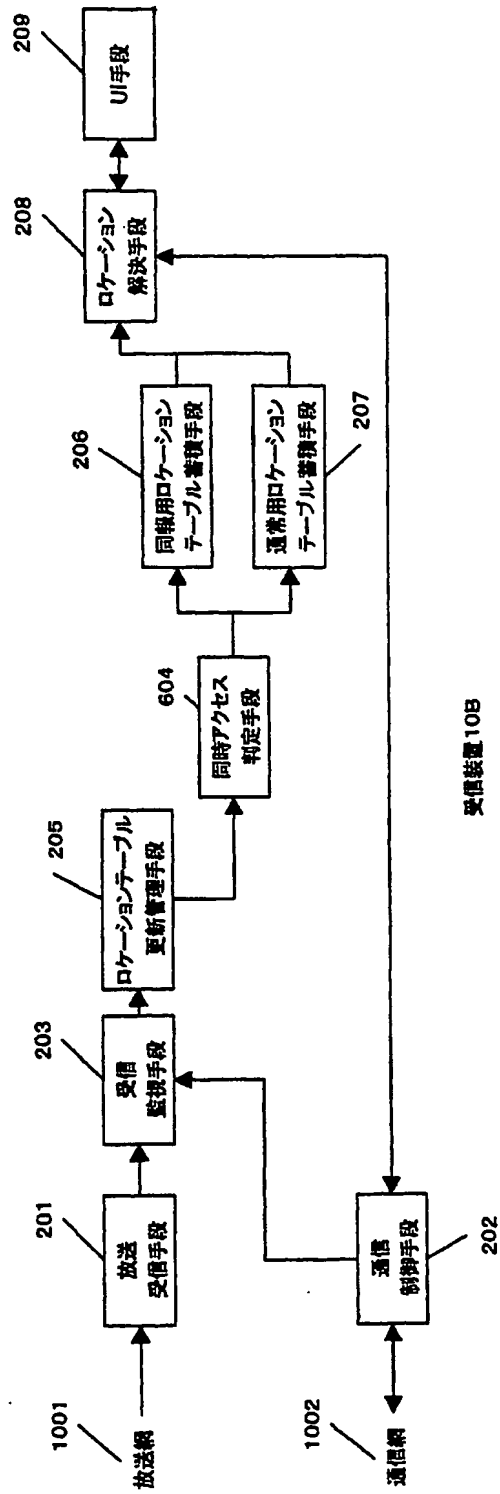 1001
放送網
201
放送
受信手段
203
受信
監視手段
205
ロケーションテーブル
更新管理手段
604
同時アクセス
判定手段
206
同報用ロケーション
テーブル蓄積手段
通常用ロケーション
テーブル蓄積手段
207
208
ロケーション
解決手段
209
UI手段
1002
通信網
通信
制御手段
202
受信装置10B